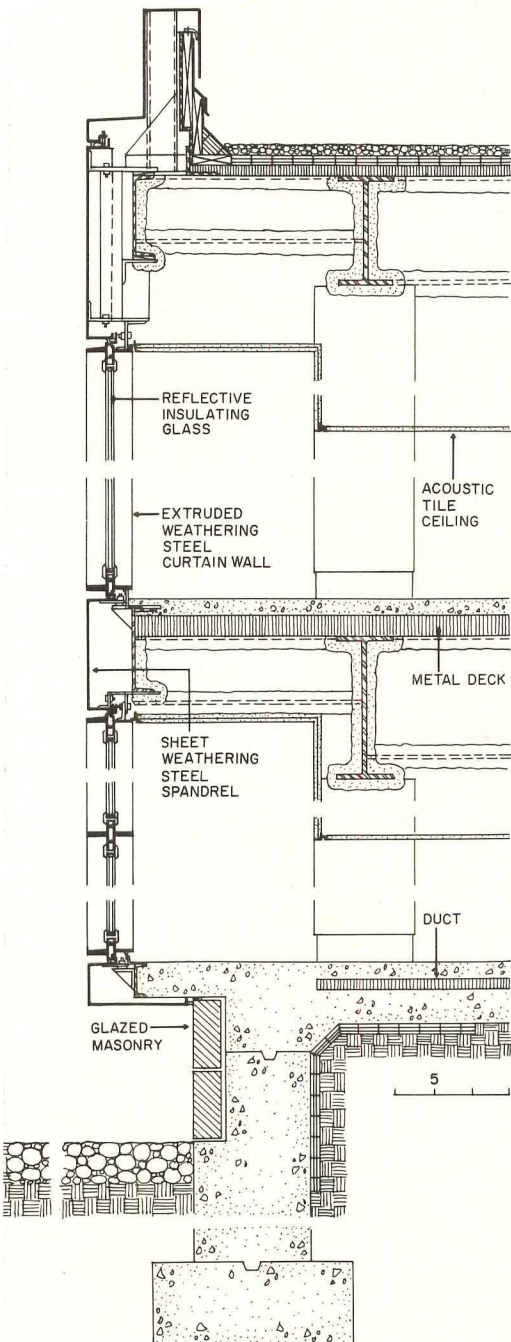 REFLECTIVE
INSULATING
GLASS
ACOUSTIC
TILE
CEILING
EXTRUDED
WEATHERING
STEEL
CURTAIN WALL
METAL DECK
SHEET
WEATHERING
STEEL
SPANDREL
DUCT
GLAZED
MASONRY
5